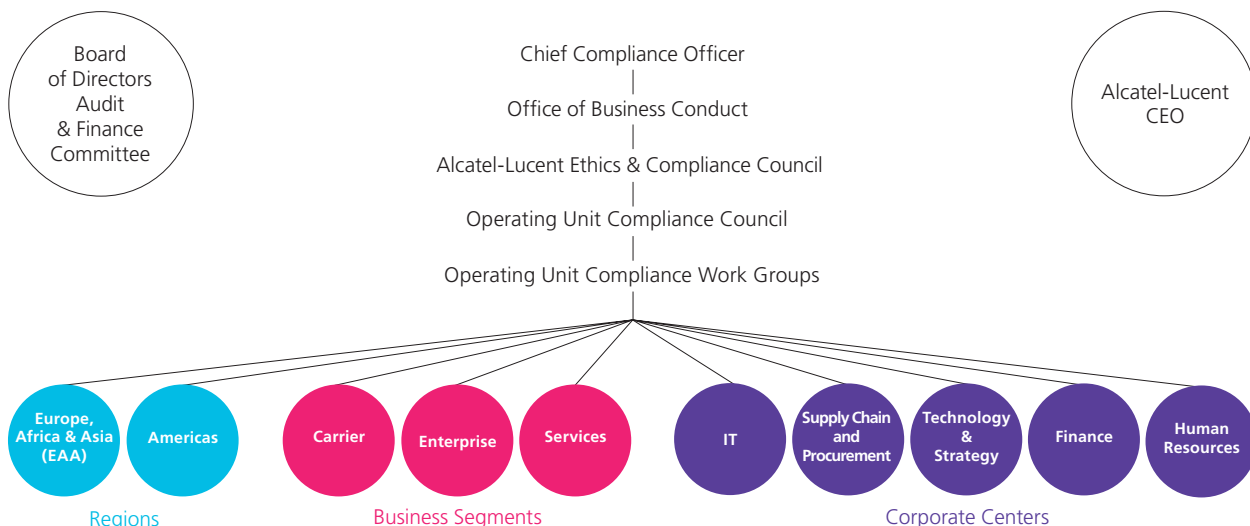 Board
of Directors
Audit
& Finance
Committee
Chief Compliance Officer
Office of Business Conduct
Alcatel-Lucent Ethics & Compliance Council
Operating Unit Compliance Council
Operating Unit Compliance Work Groups
Alcatel-Lucent
CEO
Europe,
Africa & Asia
(EAA)
Americas
Carrier
Enterprise
Services
IT
Supply Chain
and
Procurement
Technology
&
Strategy
Finance
Human
Resources
Regions
Business Segments
Corporate Centers